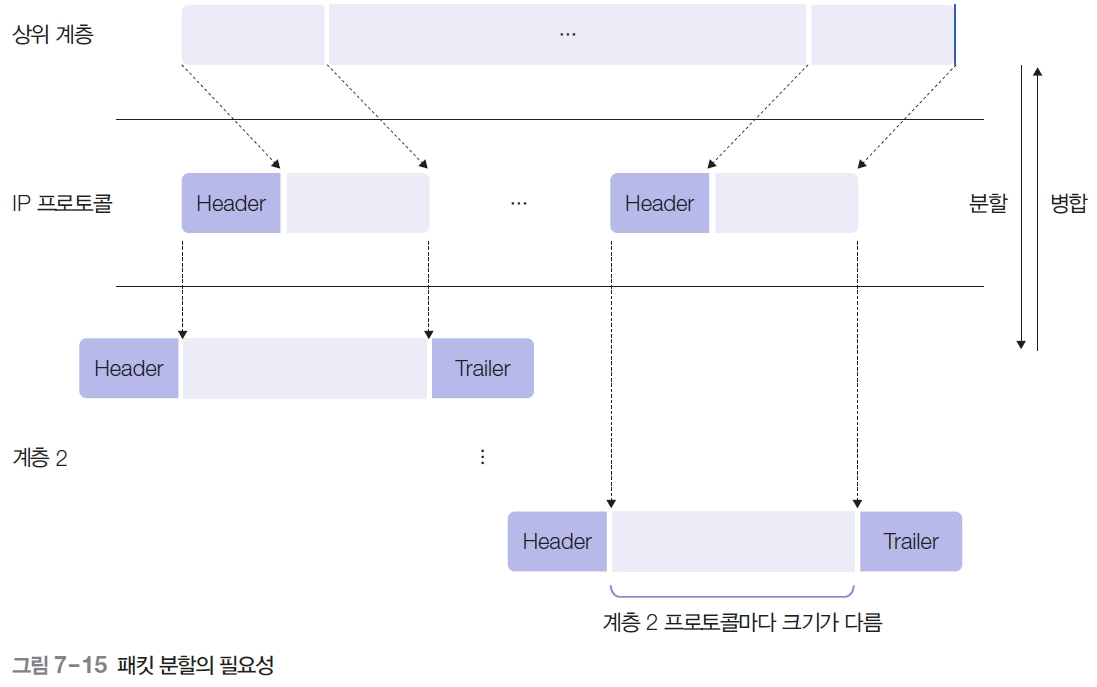 상위 계층
…
IP 프로토콜
Header
…
Header
분할
병합
Header
Trailer
계층 2
⋮
Header
Trailer
계층 2 프로토콜마다 크기가 다름
그림 7-15 패킷 분할의 필요성